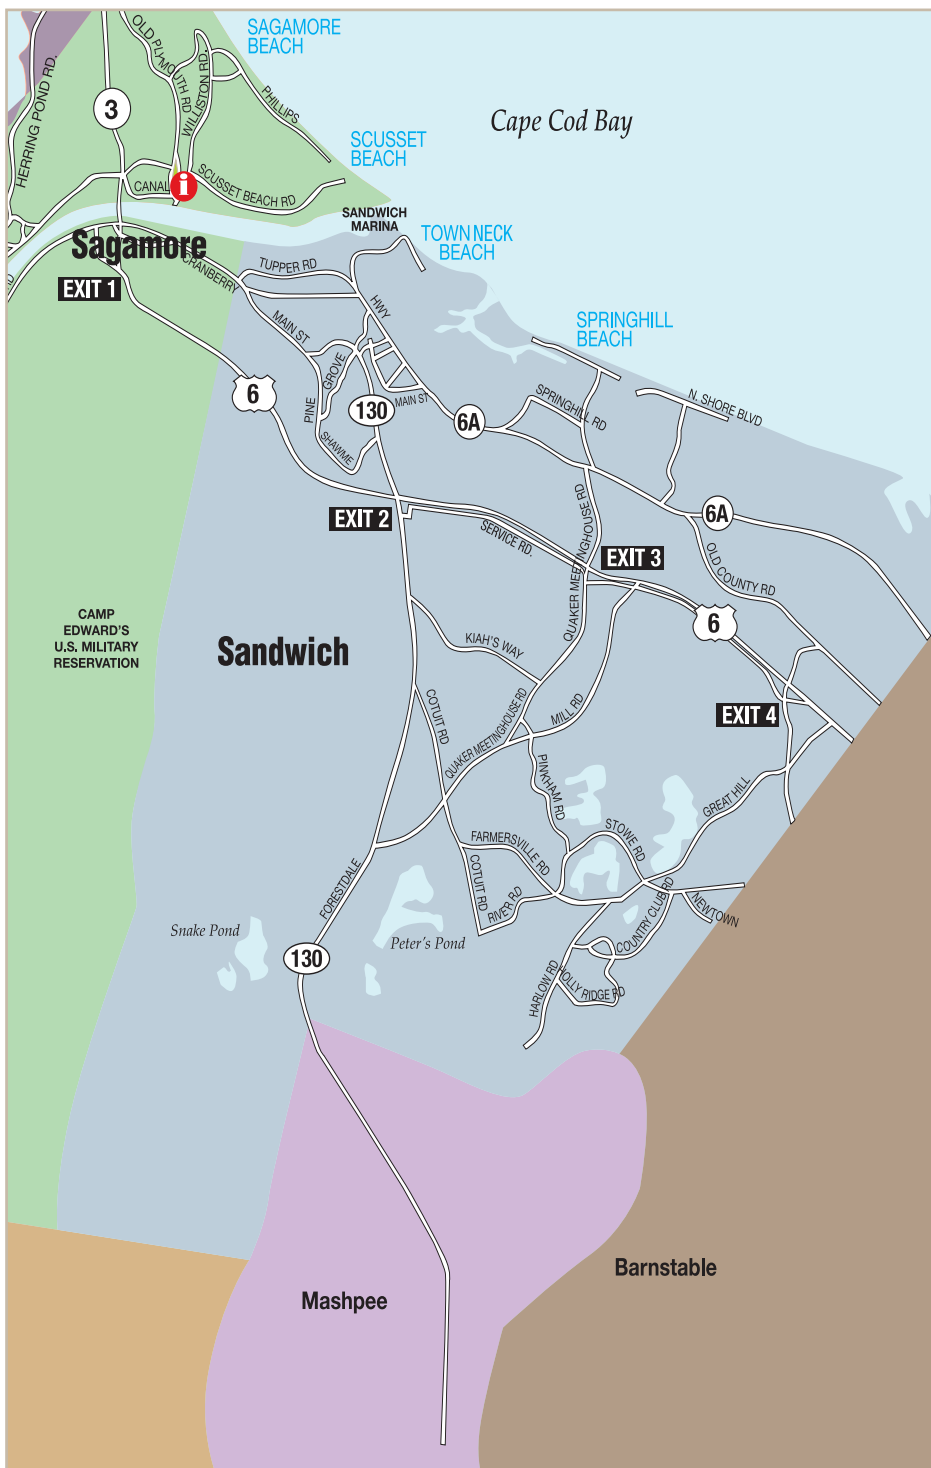 SAGAMORE
BEACH
OLD PLYMOUTH RD
WILLISTON RD
PHILLIPS
HERRING POND RD.
3
Cape Cod Bay
SCUSSET
BEACH
CANAL
i
SCUSSET BEACH RD
SANDWICH
MARINA
TOWN NECK
BEACH
Sagamore
CRANBERRY
TUPPER RD
RD
EXIT 1
HWY
MAIN ST
SPRINGHILL
BEACH
GROVE
PINE
6
130
MAIN ST
6A
SPRINGHILL RD
N. SHORE BLVD
SHAWME
EXIT 2
SERVICE RD.
QUAKER MEETINGHOUSE RD
6A
EXIT 3
OLD COUNTY RD
CAMP
EDWARD'S
U.S. MILITARY
RESERVATION
Sandwich
KIAH'S WAY
6
COTUIT RD
QUAKER MEETINGHOUSE RD
MILL RD
EXIT 4
PINKHAM RD
GREAT HILL
FARMERSVILLE RD
STOWE RD
FORESTDALE
COTUIT RD
RIVER RD
COUNTRY CLUB RD
NEWTOWN
Snake Pond
Peter's Pond
130
HARLOW RD
HOLLY RIDGE RD
Barnstable
Mashpee